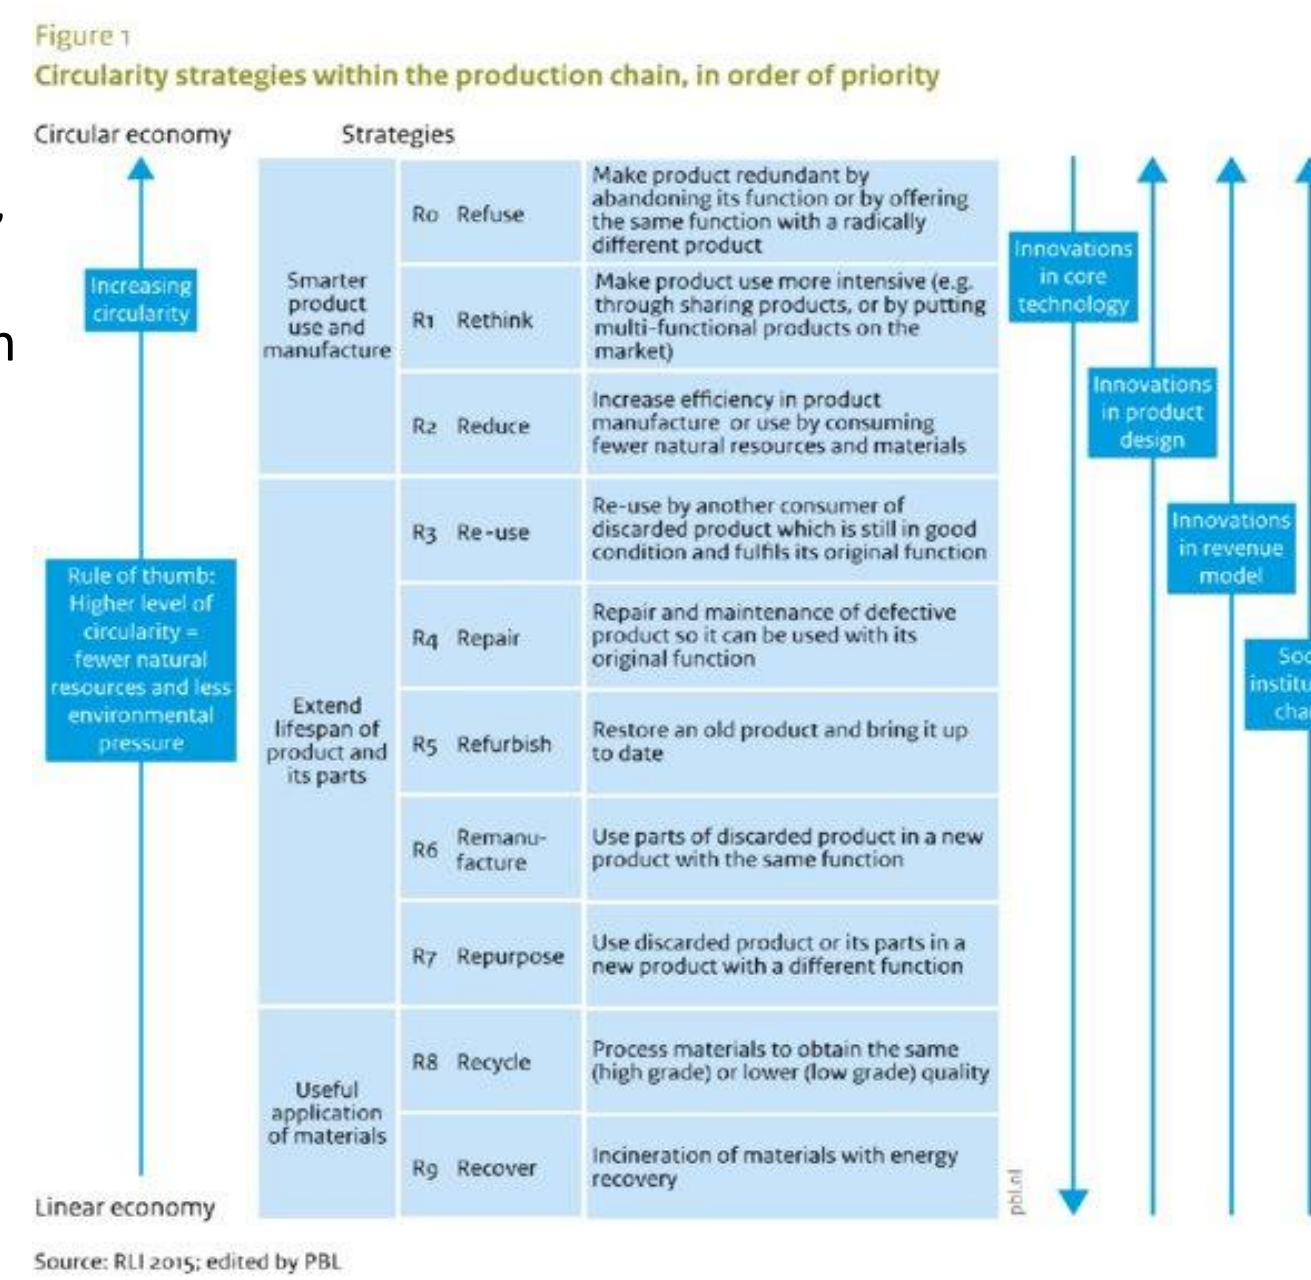 Figure 1
Circularity strategies within the production chain, in order of priority
Circular economy
Strategies
Increasing
circularity
Rule of thumb:
Higher level of
circularity =
fewer natural
resources and less
environmental
pressure
Linear economy
Smarter
product
use and
manufacture
R0 Refuse
Make product redundant by
abandoning its function or by offering
the same function with a radically
different product
R1 Rethink
Make product use more intensive (e.g.
through sharing products, or by putting
multi-functional products on the
market)
R2 Reduce
Increase efficiency in product
manufacture or use by consuming
fewer natural resources and materials
Extend
lifespan of
product and
its parts
R3 Re-use
Re-use by another consumer of
discarded product which is still in good
condition and fulfils its original function
R4 Repair
Repair and maintenance of defective
product so it can be used with its
original function
R5 Refurbish
Restore an old product and bring it up
to date
R6 Remanu-
facture
Use parts of discarded product in a new
product with the same function
R7 Repurpose
Use discarded product or its parts in a
new product with a different function
Useful
application
of materials
R8 Recycle
Process materials to obtain the same
(high grade) or lower (low grade) quality
R9 Recover
Incineration of materials with energy
recovery
Innovations
in core
technology
Innovations
in product
design
Innovations
in revenue
model
pbl.nl
Source: RLI 2015; edited by PBL